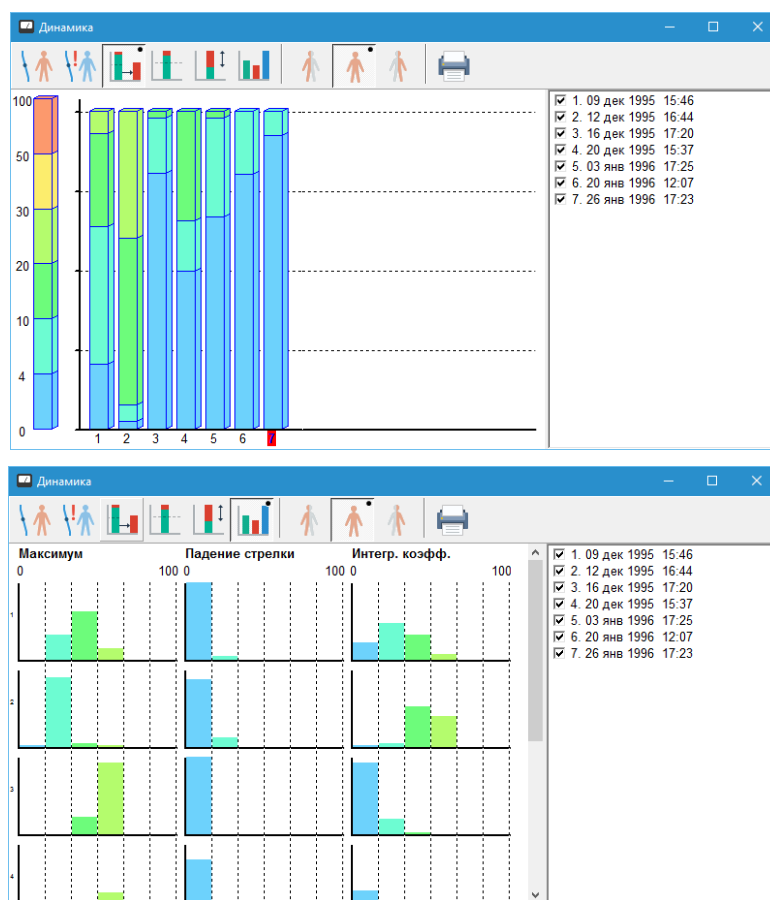 Динамика
100
50
30
20
10
4
0
1 2 3 4 5 6 7
1. 09 дек 1995 15:46
2. 12 дек 1995 16:44
3. 16 дек 1995 17:20
4. 20 дек 1995 15:37
5. 03 янв 1996 17:25
6. 20 янв 1996 12:07
7. 26 янв 1996 17:23
Динамика
Максимум Падение стрелки Интегр. коэфф.
0 100 0 100 0 100
1
2
3
4
1. 09 дек 1995 15:46
2. 12 дек 1995 16:44
3. 16 дек 1995 17:20
4. 20 дек 1995 15:37
5. 03 янв 1996 17:25
6. 20 янв 1996 12:07
7. 26 янв 1996 17:23